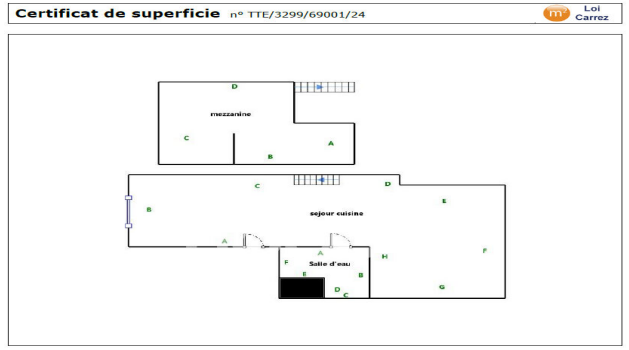 Certificat de superficie n° TTE/3299/69001/24
m²
Loi
Carrez
D
mezzanine
C
A
B
C
D
E
B
sejour cuisine
A
F
A
H
F
Salle d'eau
E
B
G
D
C